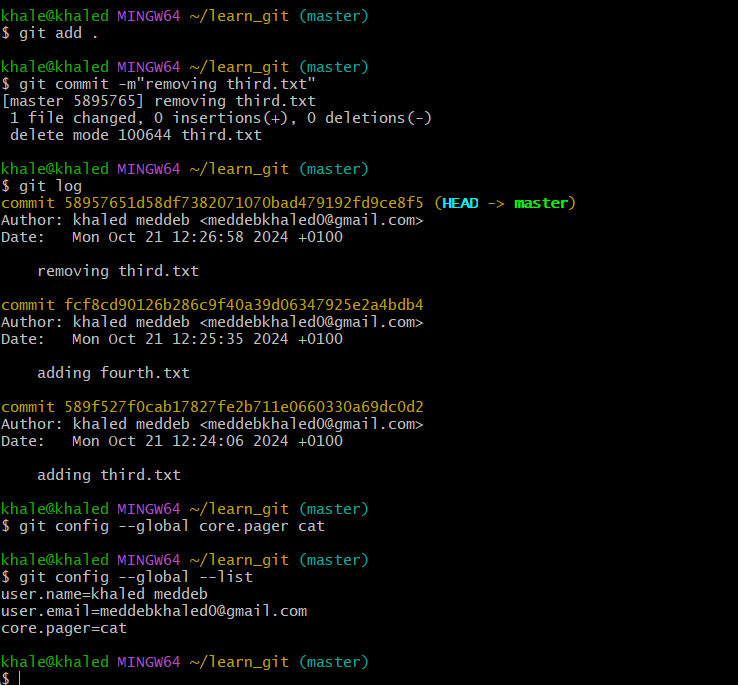 khale@khaled MINGW64 ~/learn_git (master)
$ git add .

khale@khaled MINGW64 ~/learn_git (master)
$ git commit -m"removing third.txt"
[master 5895765] removing third.txt
 1 file changed, 0 insertions(+), 0 deletions(-)
 delete mode 100644 third.txt

khale@khaled MINGW64 ~/learn_git (master)
$ git log
commit 58957651d58df7382071070bad479192fd9ce8f5 (HEAD -> master)
Author: khaled meddeb <meddebkhaled0@gmail.com>
Date:   Mon Oct 21 12:26:58 2024 +0100

    removing third.txt

commit fcf8cd90126b286c9f40a39d06347925e2a4bdb4
Author: khaled meddeb <meddebkhaled0@gmail.com>
Date:   Mon Oct 21 12:25:35 2024 +0100

    adding fourth.txt

commit 589f527f0cab17827fe2b711e0660330a69dc0d2
Author: khaled meddeb <meddebkhaled0@gmail.com>
Date:   Mon Oct 21 12:24:06 2024 +0100

    adding third.txt

khale@khaled MINGW64 ~/learn_git (master)
$ git config --global core.pager cat

khale@khaled MINGW64 ~/learn_git (master)
$ git config --global --list
user.name=khaled meddeb
user.email=meddebkhaled0@gmail.com
core.pager=cat

khale@khaled MINGW64 ~/learn_git (master)
$